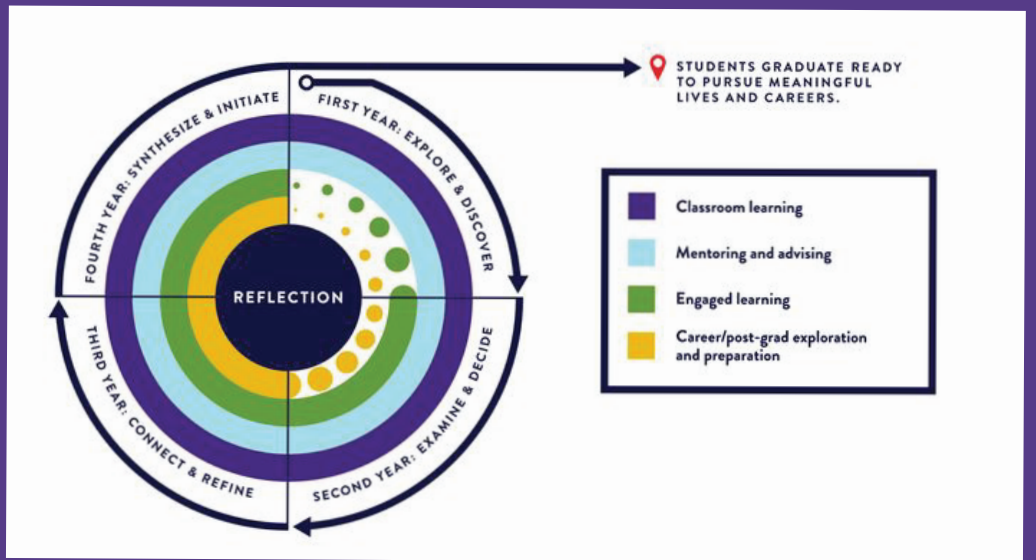 STUDENTS GRADUATE READY
TO PURSUE MEANINGFUL
LIVES AND CAREERS.
FIRST YEAR: EXPLORE & DISCOVER
SECOND YEAR: EXAMINE & DECIDE
THIRD YEAR: CONNECT & REFINE
FOURTH YEAR: SYNTHESIZE & INITIATE
REFLECTION
Classroom learning
Mentoring and advising
Engaged learning
Career/post-grad exploration
and preparation